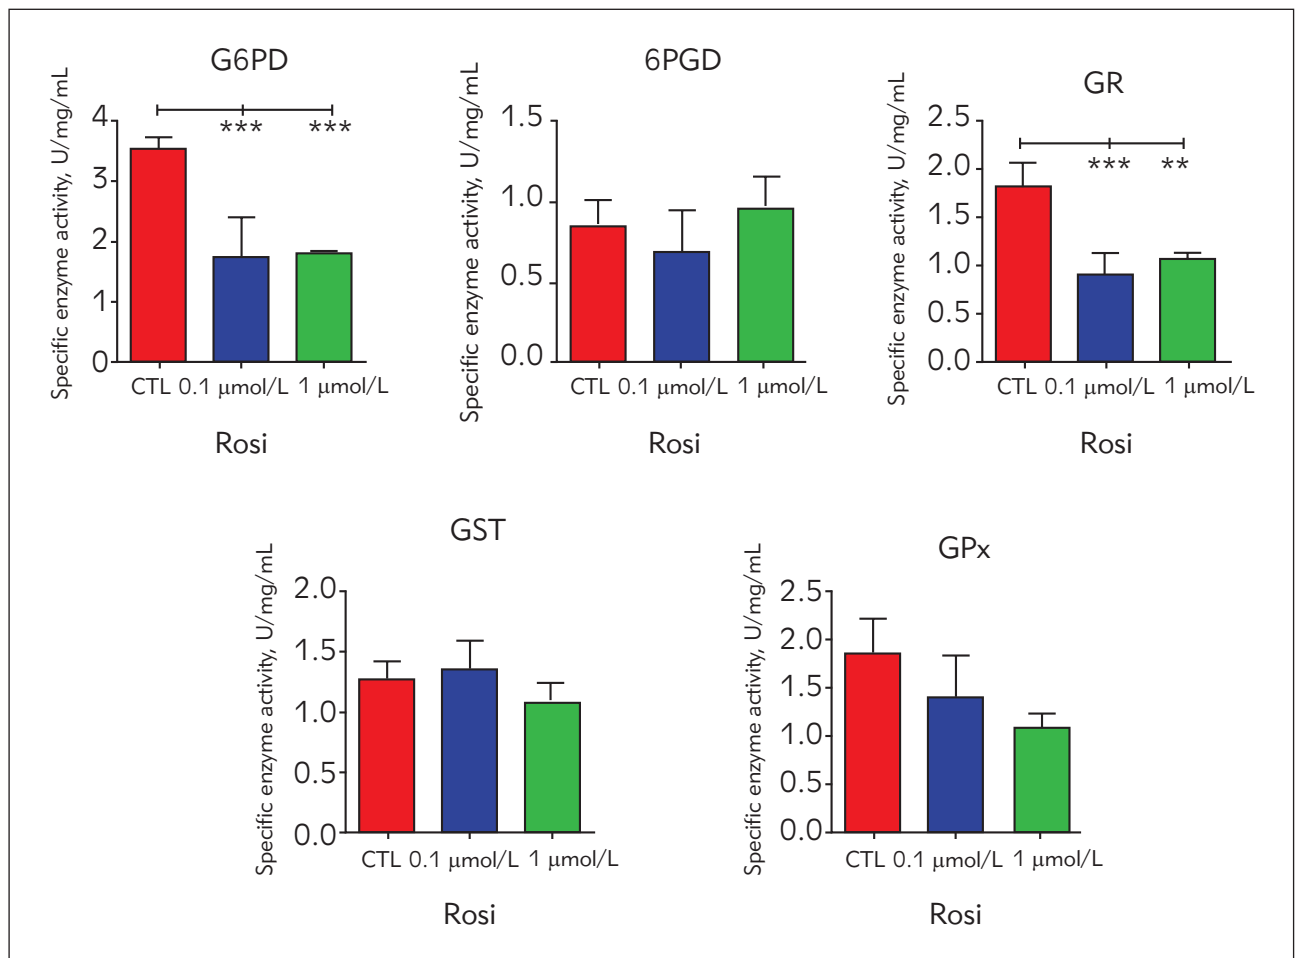 G6PD
Specific enzyme activity, U/mg/mL
4
3
2
1
0
*** ***
CTL 0.1 μmol/L 1 μmol/L
Rosi
6PGD
Specific enzyme activity, U/mg/mL
1.5
1.0
0.5
0.0
CTL 0.1 μmol/L 1 μmol/L
Rosi
GR
Specific enzyme activity, U/mg/mL
2.5
2.0
1.5
1.0
0.5
0.0
*** **
CTL 0.1 μmol/L 1 μmol/L
Rosi
GST
Specific enzyme activity, U/mg/mL
2.0
1.5
1.0
0.5
0.0
CTL 0.1 μmol/L 1 μmol/L
Rosi
GPx
Specific enzyme activity, U/mg/mL
2.5
2.0
1.5
1.0
0.5
0.0
CTL 0.1 μmol/L 1 μmol/L
Rosi